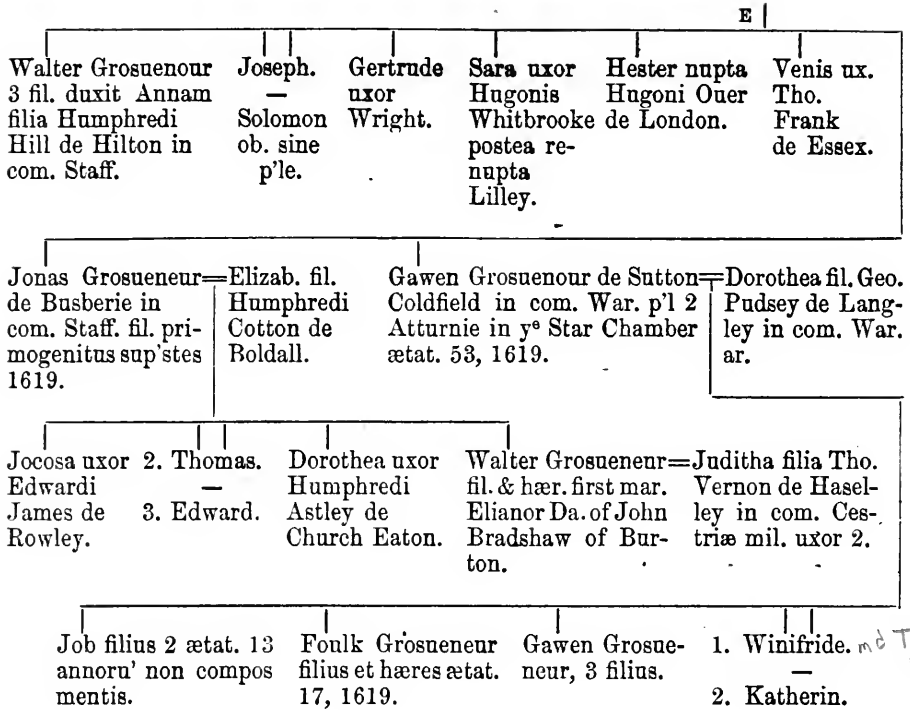 E
Walter Grosuenour
3 fil. duxit Annam
filia Humphredi
Hill de Hilton in
com. Staff.
Joseph.
—
Solomon
ob. sine
p'le.
Gertrude
uxor
Wright.
Sara uxor
Hugonis
Whitbrooke
postea re-
nupta
Lilley.
Hester nupta
Hugoni Ouer
de London.
Venis ux.
Tho.
Frank
de Essex.
Jonas Grosueneur=
de Busberie in
com. Staff. fil. pri-
mogenitus sup'stes
1619.
Elizab. fil.
Humphredi
Cotton de
Boldall.
Gawen Grosuenour de Sutton=
Coldfield in com. War. p'l 2
Atturnie in yᵉ Star Chamber
ætat. 53, 1619.
Dorothea fil. Geo.
Pudsey de Lang-
ley in com. War.
ar.
Jocosa uxor
Edwardi
James de
Rowley.
2. Thomas.
—
3. Edward.
Dorothea uxor
Humphredi
Astley de
Church Eaton.
Walter Grosueneur=
fil. & hær. first mar.
Elianor Da. of John
Bradshaw of Bur-
ton.
Juditha filia Tho.
Vernon de Hasel-
ley in com. Ces-
triæ mil. uxor 2.
Job filius 2 ætat. 13
annoru' non compos
mentis.
Foulk Grosueneur
filius et hæres ætat.
17, 1619.
Gawen Grosue-
neur, 3 filius.
1. Winifride. md T
—
2. Katherin.